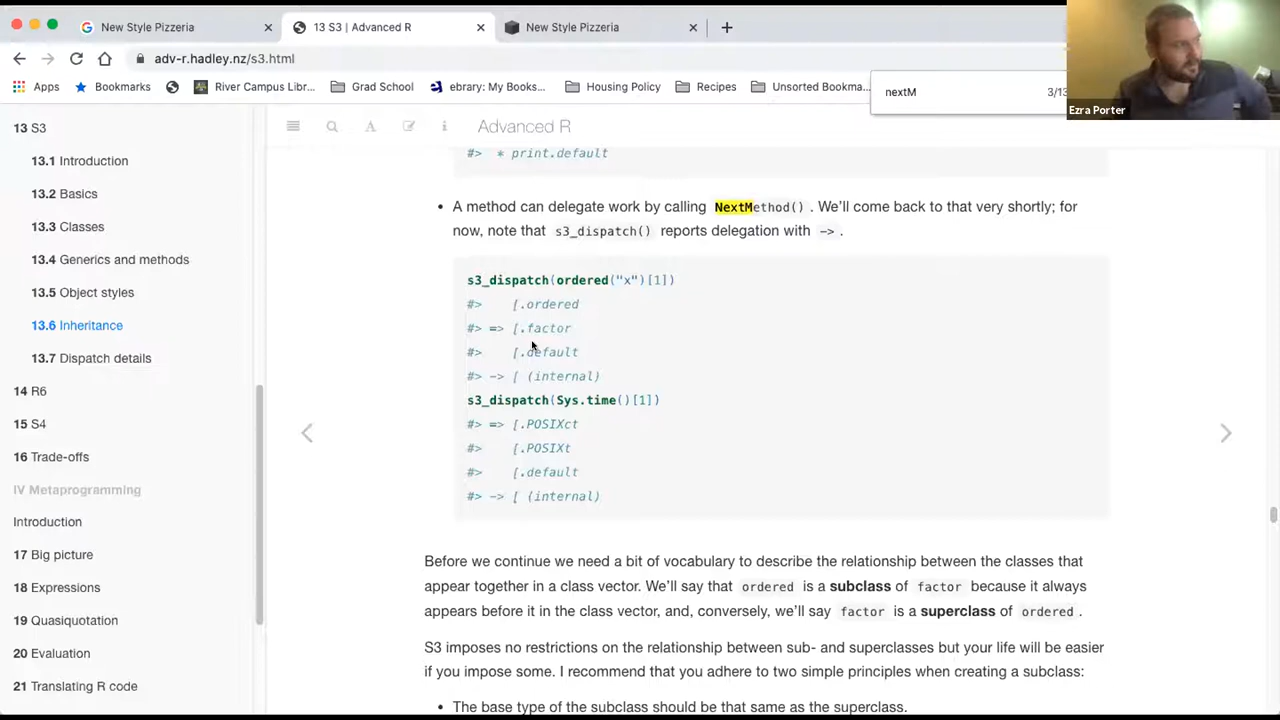 New Style Pizzeria
13 S3 | Advanced R
New Style Pizzeria
adv-r.hadley.nz/s3.html
Apps
Bookmarks
River Campus Libr...
Grad School
ebrary: My Books...
Housing Policy
Recipes
Unsorted Bookma...
nextM
3/13
Ezra Porter
13 S3
13.1 Introduction
13.2 Basics
13.3 Classes
13.4 Generics and methods
13.5 Object styles
13.6 Inheritance
13.7 Dispatch details
14 R6
15 S4
16 Trade-offs
IV Metaprogramming
Introduction
17 Big picture
18 Expressions
19 Quasiquotation
20 Evaluation
21 Translating R code
Advanced R
#> * print.default
• A method can delegate work by calling NextMethod() . We'll come back to that very shortly; for
now, note that s3_dispatch() reports delegation with -> .
s3_dispatch(ordered("x")[1])
#> [.ordered
#> => [.factor
#> [.default
#> -> [ (internal)
s3_dispatch(Sys.time()[1])
#> => [.POSIXct
#> [.POSIXt
#> [.default
#> -> [ (internal)
Before we continue we need a bit of vocabulary to describe the relationship between the classes that
appear together in a class vector. We'll say that ordered is a subclass of factor because it always
appears before it in the class vector, and, conversely, we'll say factor is a superclass of ordered .
S3 imposes no restrictions on the relationship between sub- and superclasses but your life will be easier
if you impose some. I recommend that you adhere to two simple principles when creating a subclass:
• The base type of the subclass should be that same as the superclass.